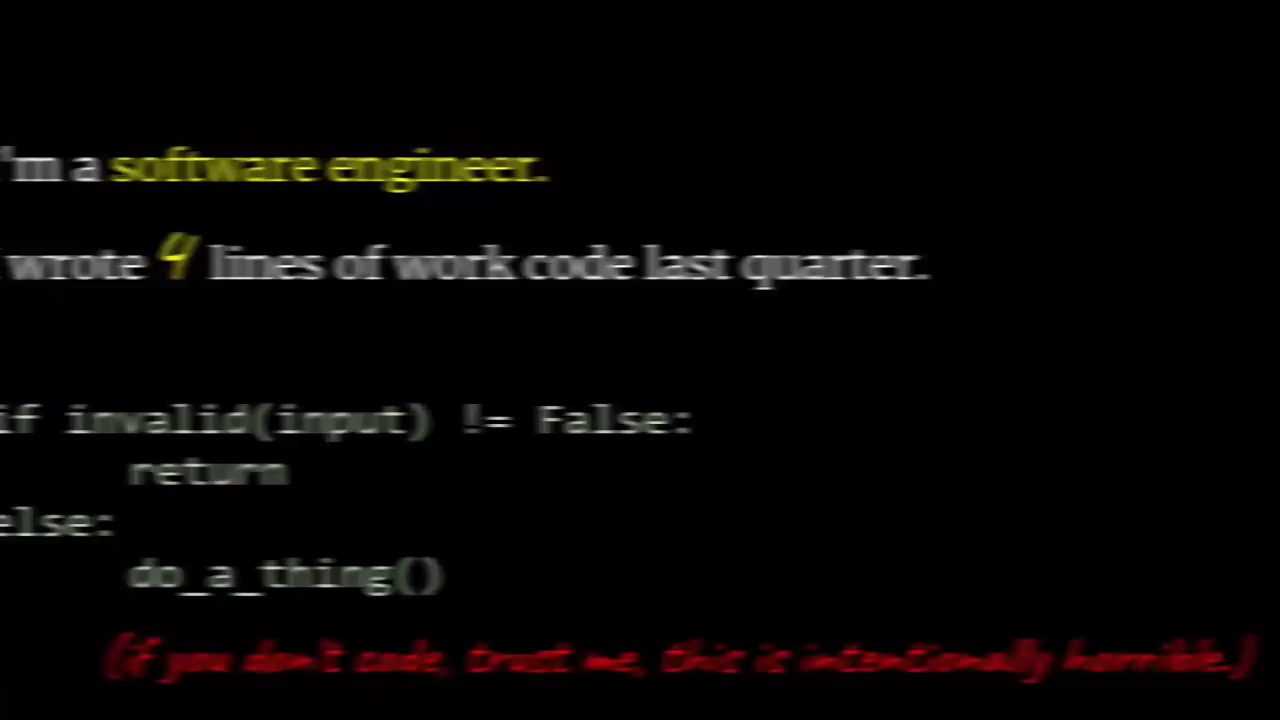 'm a software engineer.
wrote 4 lines of work code last quarter.
if invalid(input) != False:
return
else:
do_a_thing()
(if you don't code, trust me, this is intentionally horrible.)